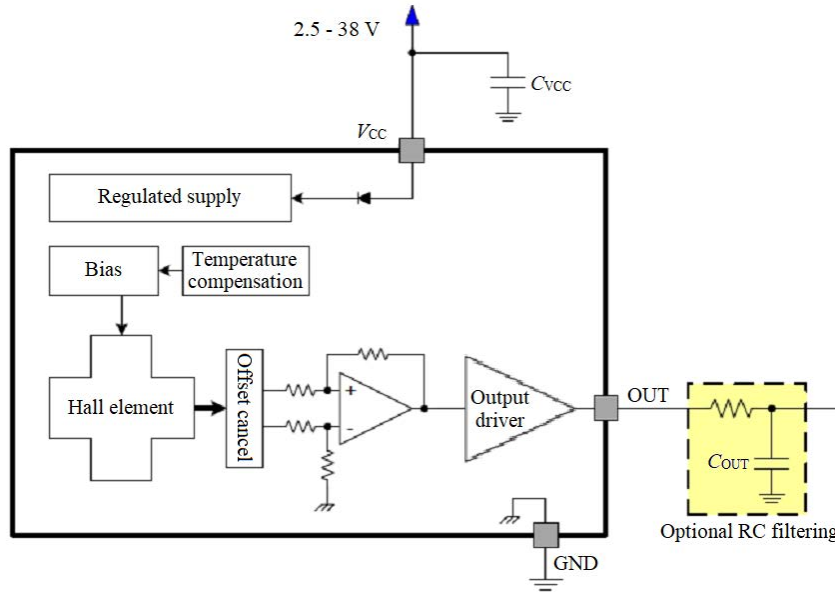 2.5 - 38 V
CVCC
VCC
Regulated supply
Bias
Temperature
compensation
Hall element
Offset cancel
+
-
Output
driver
OUT
COUT
Optional RC filtering
GND